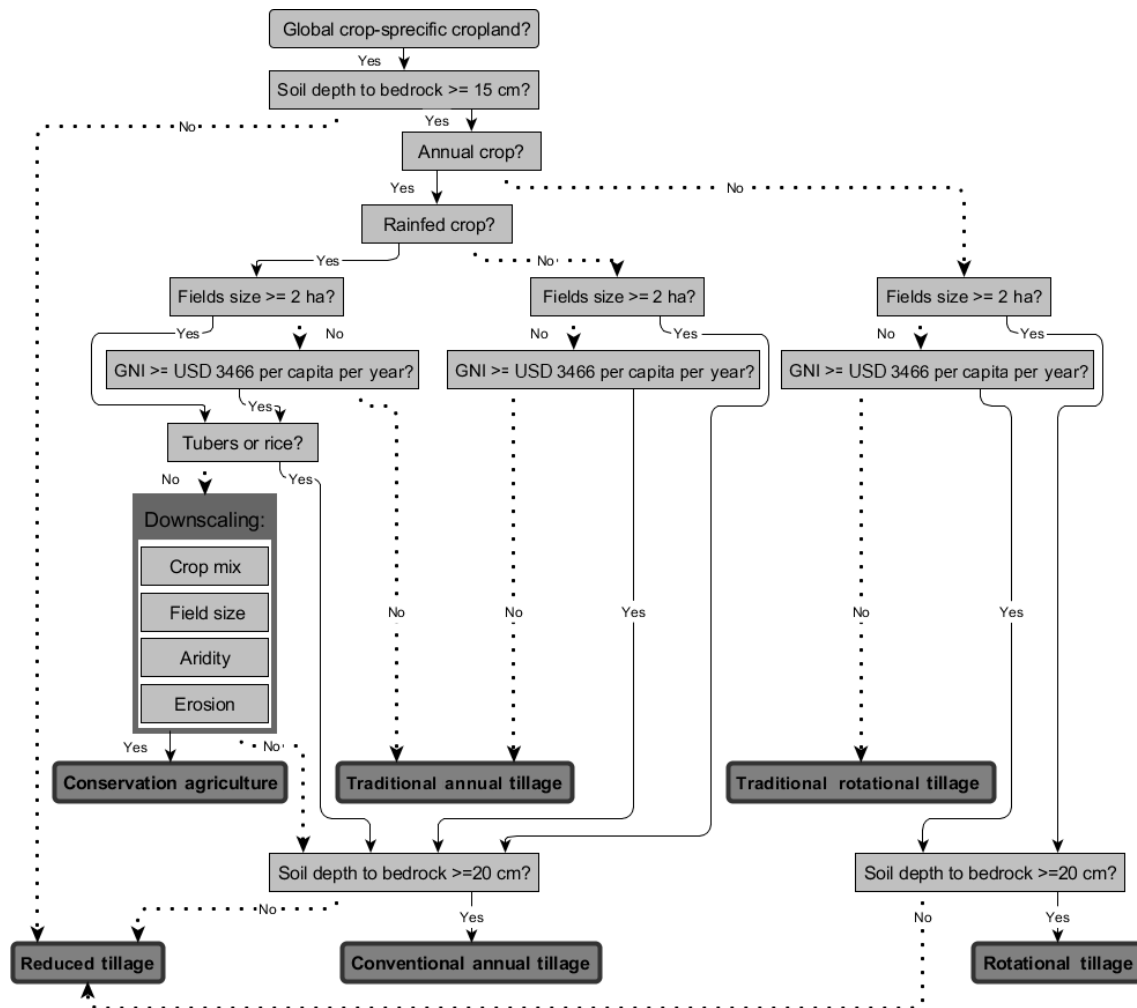 Global crop-sprecific cropland?
Yes
Soil depth to bedrock >= 15 cm?
No
Yes
Annual crop?
Yes
No
Rainfed crop?
Yes
No
Fields size >= 2 ha?
Fields size >= 2 ha?
Fields size >= 2 ha?
Yes
No
No
Yes
No
Yes
GNI >= USD 3466 per capita per year?
GNI >= USD 3466 per capita per year?
GNI >= USD 3466 per capita per year?
Yes
Tubers or rice?
No
Yes
Downscaling:
Crop mix
Field size
Aridity
Erosion
No
No
Yes
No
Yes
Yes
No
Conservation agriculture
Traditional annual tillage
Traditional rotational tillage
Soil depth to bedrock >=20 cm?
Soil depth to bedrock >=20 cm?
No
Yes
No
Yes
Reduced tillage
Conventional annual tillage
Rotational tillage